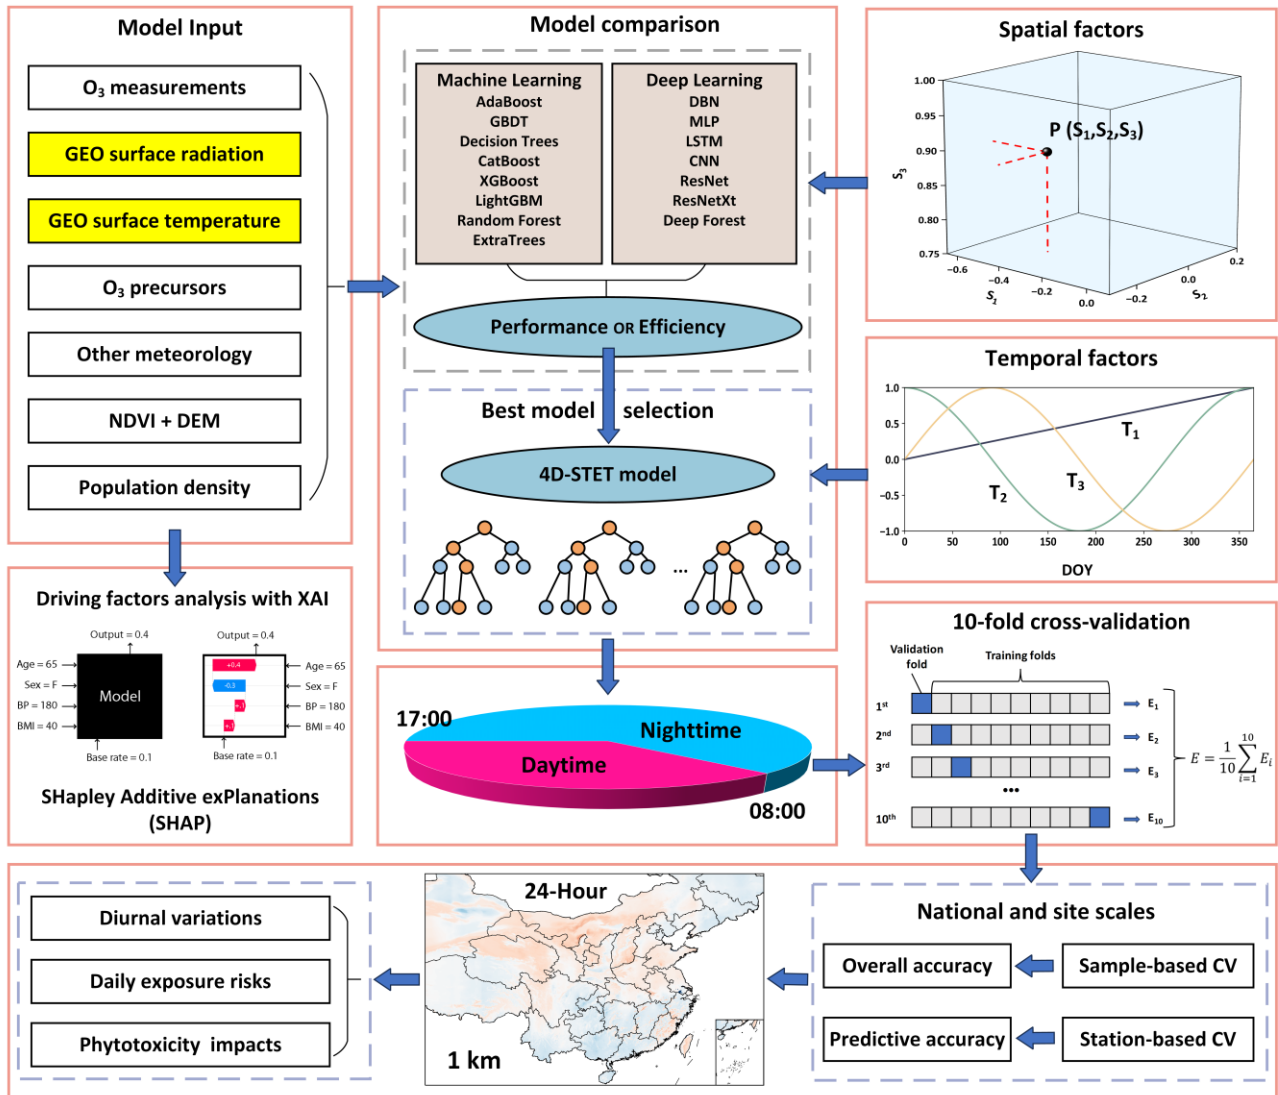 Model Input
O₃ measurements
GEO surface radiation
GEO surface temperature
O₃ precursors
Other meteorology
NDVI + DEM
Population density
Model comparison
Machine Learning
AdaBoost
GBDT
Decision Trees
CatBoost
XGBoost
LightGBM
Random Forest
ExtraTrees
Deep Learning
DBN
MLP
LSTM
CNN
ResNet
ResNetXt
Deep Forest
Performance OR Efficiency
Best model selection
4D-STET model
...
Spatial factors
1.00
0.95
0.90
0.85
0.80
0.75
S₃
P (S₁,S₂,S₃)
−0.6
−0.4
−0.2
0.0
S₁
−0.2
0.0
0.2
S₂
Temporal factors
1.0
0.5
0.0
−0.5
−1.0
T₁
T₂
T₃
0 50 100 150 200 250 300 350
DOY
Driving factors analysis with XAI
Output = 0.4
Age = 65
Sex = F
BP = 180
BMI = 40
Model
Base rate = 0.1
Output = 0.4
+0.4
-0.3
+.1
+.1
Age = 65
Sex = F
BP = 180
BMI = 40
Base rate = 0.1
SHapley Additive exPlanations
(SHAP)
17:00
Nighttime
Daytime
08:00
10-fold cross-validation
Validation
fold
Training folds
1st
E₁
2nd
E₂
3rd
E₃
...
10th
E₁₀
E = 1/10 ∑ i=1 10 Eᵢ
Diurnal variations
Daily exposure risks
Phytotoxicity impacts
24-Hour
1 km
National and site scales
Overall accuracy
Sample-based CV
Predictive accuracy
Station-based CV